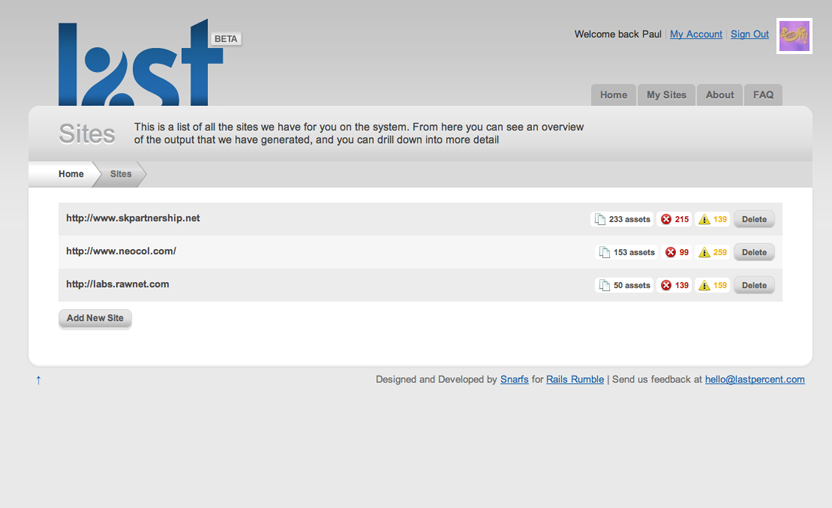 last
BETA
Welcome back Paul | My Account | Sign Out
Home My Sites About FAQ
Sites
This is a list of all the sites we have for you on the system. From here you can see an overview
of the output that we have generated, and you can drill down into more detail
Home Sites
http://www.skpartnership.net 233 assets 215 139 Delete
http://www.neocol.com/ 153 assets 99 259 Delete
http://labs.rawnet.com 50 assets 139 159 Delete
Add New Site
↑ Designed and Developed by Snarfs for Rails Rumble | Send us feedback at hello@lastpercent.com